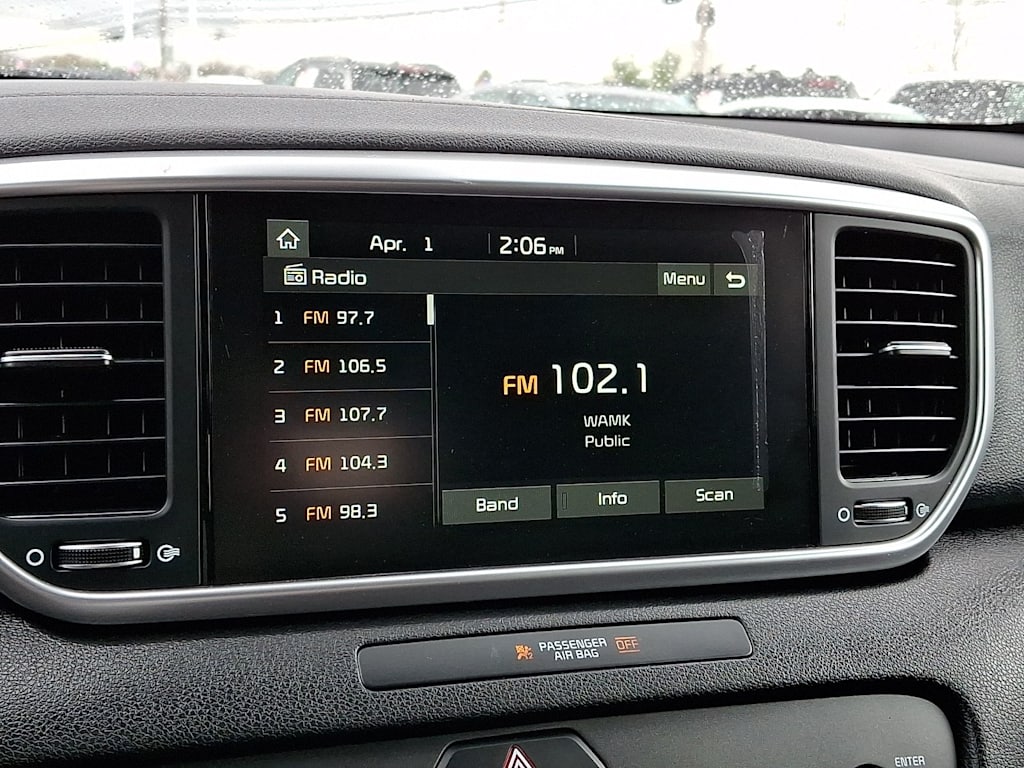 Apr. 1 2:06 PM
Radio Menu
1 FM 97.7
2 FM 106.5
3 FM 107.7
4 FM 104.3
5 FM 98.3
FM 102.1
WAMK
Public
Band Info Scan
PASSENGER
AIR BAG OFF
ENTER